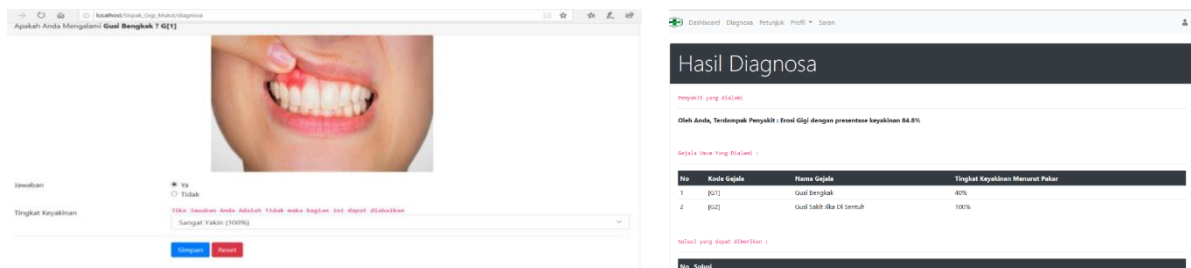 localhost/Sispak_Gigi_Mulut/diagnosa
Apakah Anda Mengalami Gusi Bengkak ? G[1]
Jawaban
Ya
Tidak
Tingkat Keyakinan
Jika Jawaban Anda Adalah Tidak maka bagian ini dapat diabaikan
Sangat Yakin (100%)
Simpan Reset
Dashboard Diagnosa Petunjuk Profil Saran
Hasil Diagnosa
Penyakit yang dialami
Oleh Anda, Terdampak Penyakit : Erosi Gigi dengan presentase keyakinan 84.8%
Gejala Umum Yang Dialami :
No Kode Gejala Nama Gejala Tingkat Keyakinan Menurut Pakar
1 [G1] Gusi Bengkak 40%
2 [G2] Gusi Sakit Jika Di Sentuh 100%
Solusi yang dapat diberikan :
No Solusi